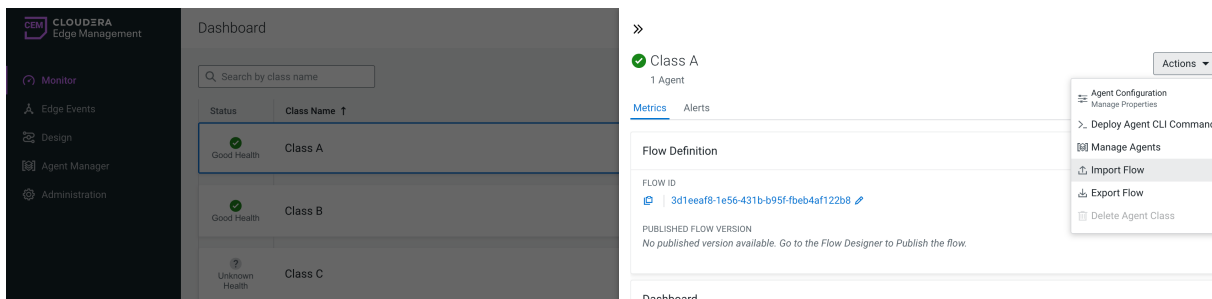 CEM CLOUDERA
Edge Management
Monitor
Edge Events
Design
Agent Manager
Administration
Dashboard
Search by class name
Status Class Name ↑
Good Health Class A
Good Health Class B
? Unknown Health Class C
Class A
1 Agent
Actions
Metrics Alerts
Agent Configuration
Manage Properties
>_ Deploy Agent CLI Command
Manage Agents
Import Flow
Export Flow
Delete Agent Class
Flow Definition
FLOW ID
3d1eeaf8-1e56-431b-b95f-fbeb4af122b8
PUBLISHED FLOW VERSION
No published version available. Go to the Flow Designer to Publish the flow.
Dashboard